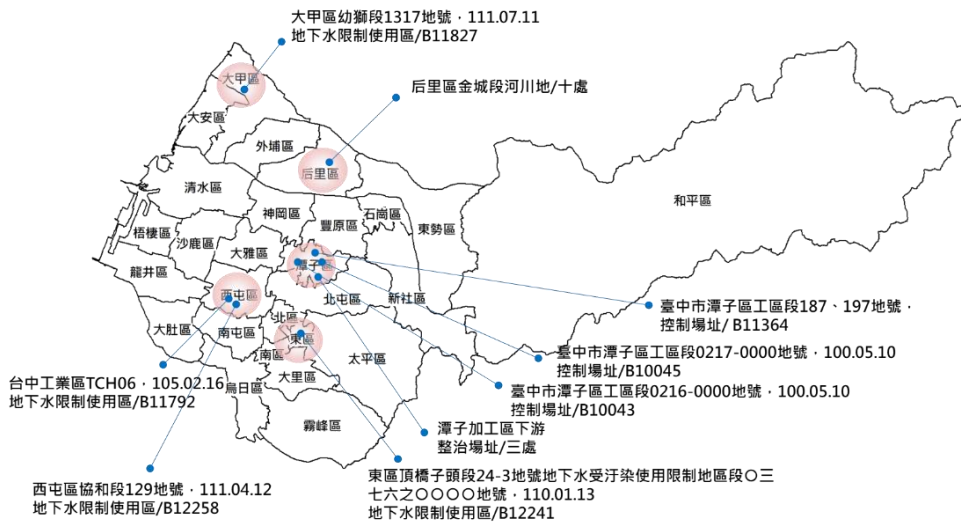 大甲區幼獅段1317地號，111.07.11
地下水限制使用區/B11827
后里區金城段河川地/十處
大甲區
大安區
外埔區
后里區
清水區
神岡區
豐原區
石岡區
東勢區
和平區
梧棲區
沙鹿區
大雅區
潭子區
龍井區
西屯區
北屯區
新社區
大肚區
南屯區
北區
東區
南區
太平區
大里區
烏日區
霧峰區
臺中市潭子區工區段187、197地號，
控制場址/ B11364
臺中市潭子區工區段0217-0000地號，100.05.10
控制場址/B10045
臺中市潭子區工區段0216-0000地號，100.05.10
控制場址/B10043
台中工業區TCH06，105.02.16
地下水限制使用區/B11792
潭子加工區下游
整治場址/三處
西屯區協和段129地號，111.04.12
地下水限制使用區/B12258
東區頂橋子頭段24-3地號地下水受汙染使用限制地區段○三
七六之○○○○地號，110.01.13
地下水限制使用區/B12241